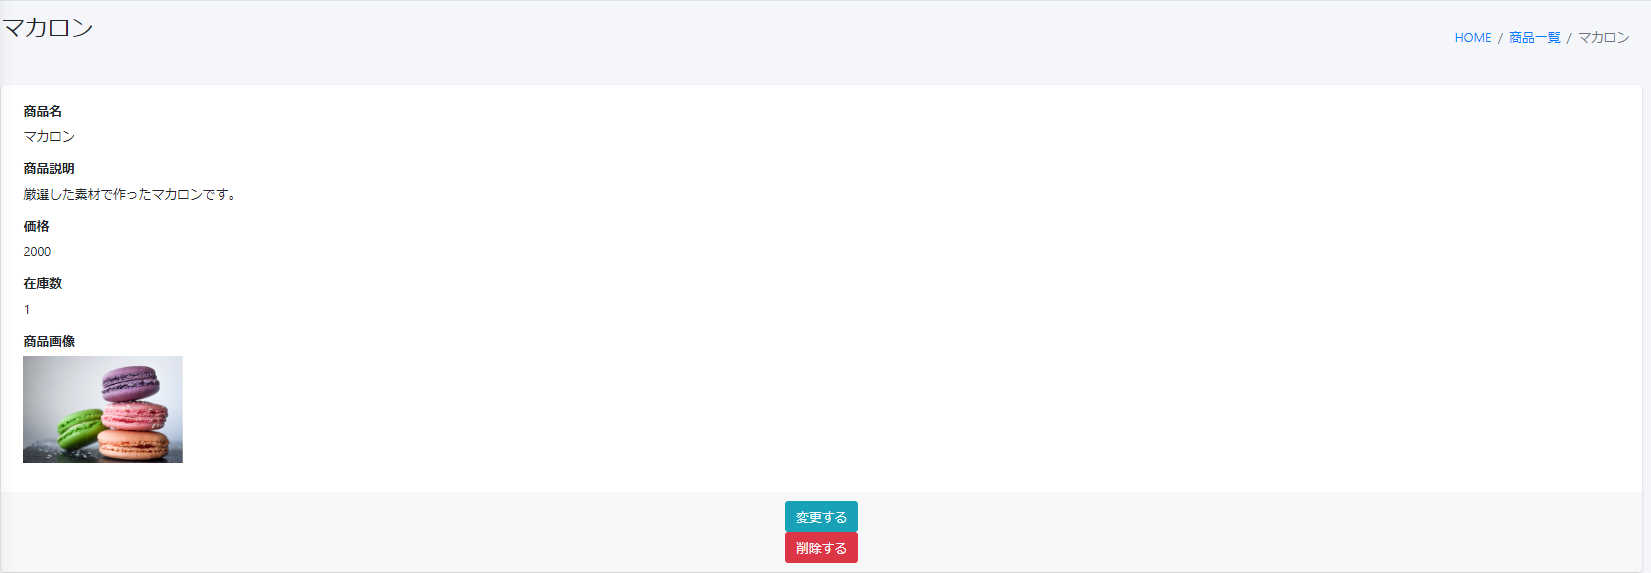 マカロン
HOME / 商品一覧 / マカロン
商品名
マカロン
商品説明
厳選した素材で作ったマカロンです。
価格
2000
在庫数
1
商品画像
変更する
削除する